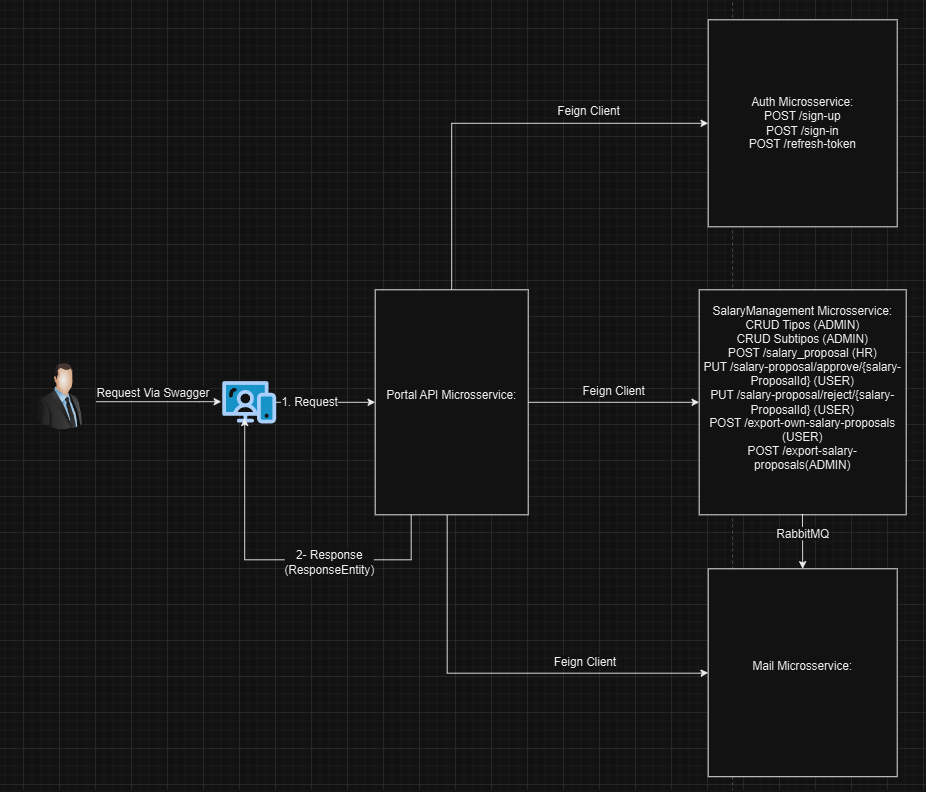 Feign Client
Auth Microsservice:
POST /sign-up
POST /sign-in
POST /refresh-token
Request Via Swagger
1. Request
Portal API Microsservice:
Feign Client
SalaryManagement Microsservice:
CRUD Tipos (ADMIN)
CRUD Subtipos (ADMIN)
POST /salary_proposal (HR)
PUT /salary-proposal/approve/{salary-
ProposalId} (USER)
PUT /salary-proposal/reject/{salary-
ProposalId} (USER)
POST /export-own-salary-proposals
(USER)
POST /export-salary-
proposals(ADMIN)
2- Response
(ResponseEntity)
RabbitMQ
Feign Client
Mail Microsservice: